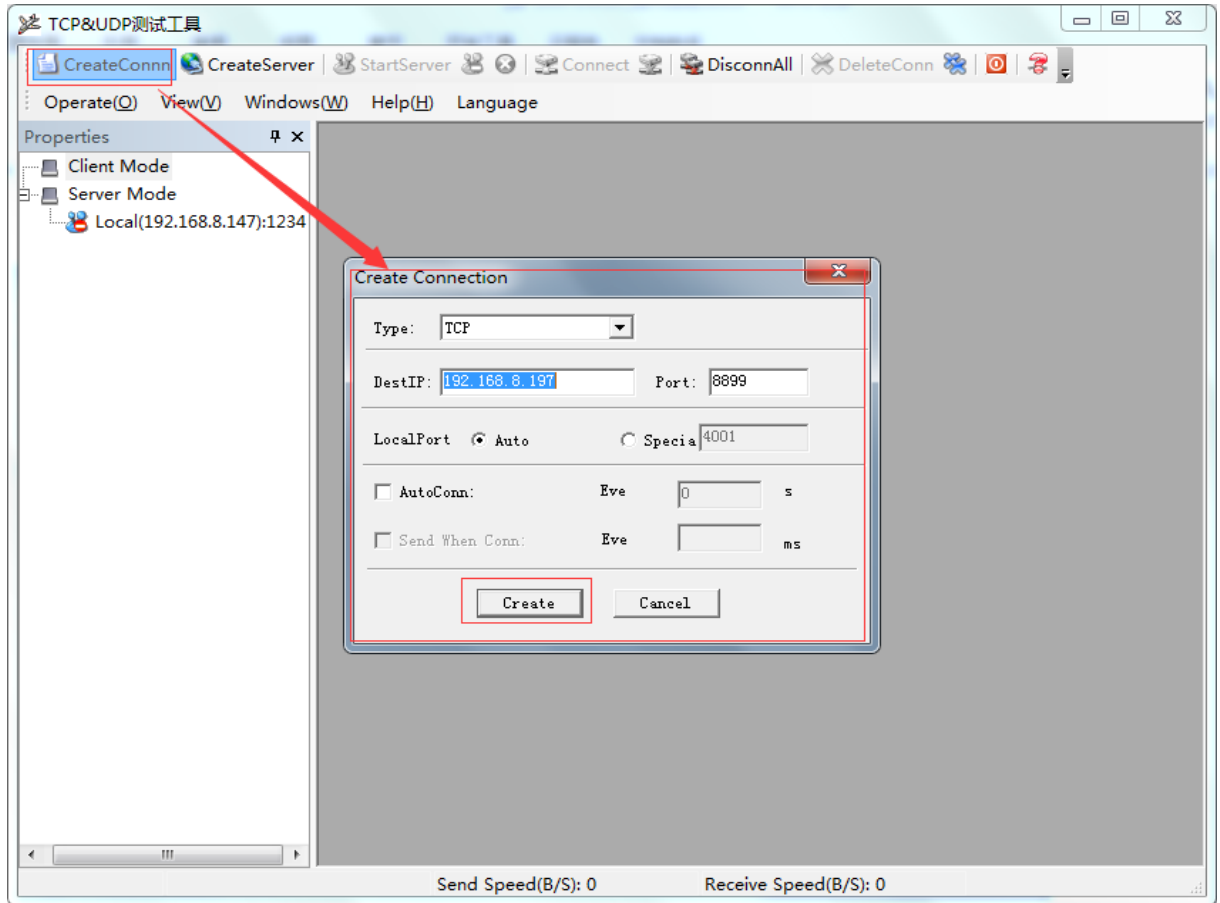 TCP&UDP测试工具
CreateConnn CreateServer StartServer Connect DisconnAll DeleteConn
Operate(O) View(V) Windows(W) Help(H) Language
Properties
Client Mode
Server Mode
Local(192.168.8.147):1234
Create Connection
Type: TCP
DestIP: 192.168.8.197 Port: 8899
LocalPort Auto Specia 4001
AutoConn: Eve 0 s
Send When Conn: Eve ms
Create Cancel
Send Speed(B/S): 0 Receive Speed(B/S): 0